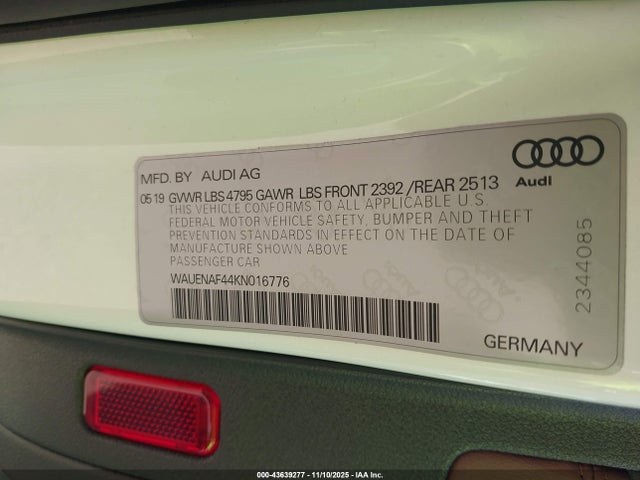 MFD. BY AUDI AG
Audi
05 19 GVWR LBS 4795 GAWR LBS FRONT 2392 /REAR 2513
THIS VEHICLE CONFORMS TO ALL APPLICABLE U.S
FEDERAL MOTOR VEHICLE SAFETY, BUMPER AND THEFT
PREVENTION STANDARDS IN EFFECT ON THE DATE OF
MANUFACTURE SHOWN ABOVE
PASSENGER CAR
WAUENAF44KN016776
2344085
GERMANY
000-43639277 - 11/10/2025 - IAA Inc.